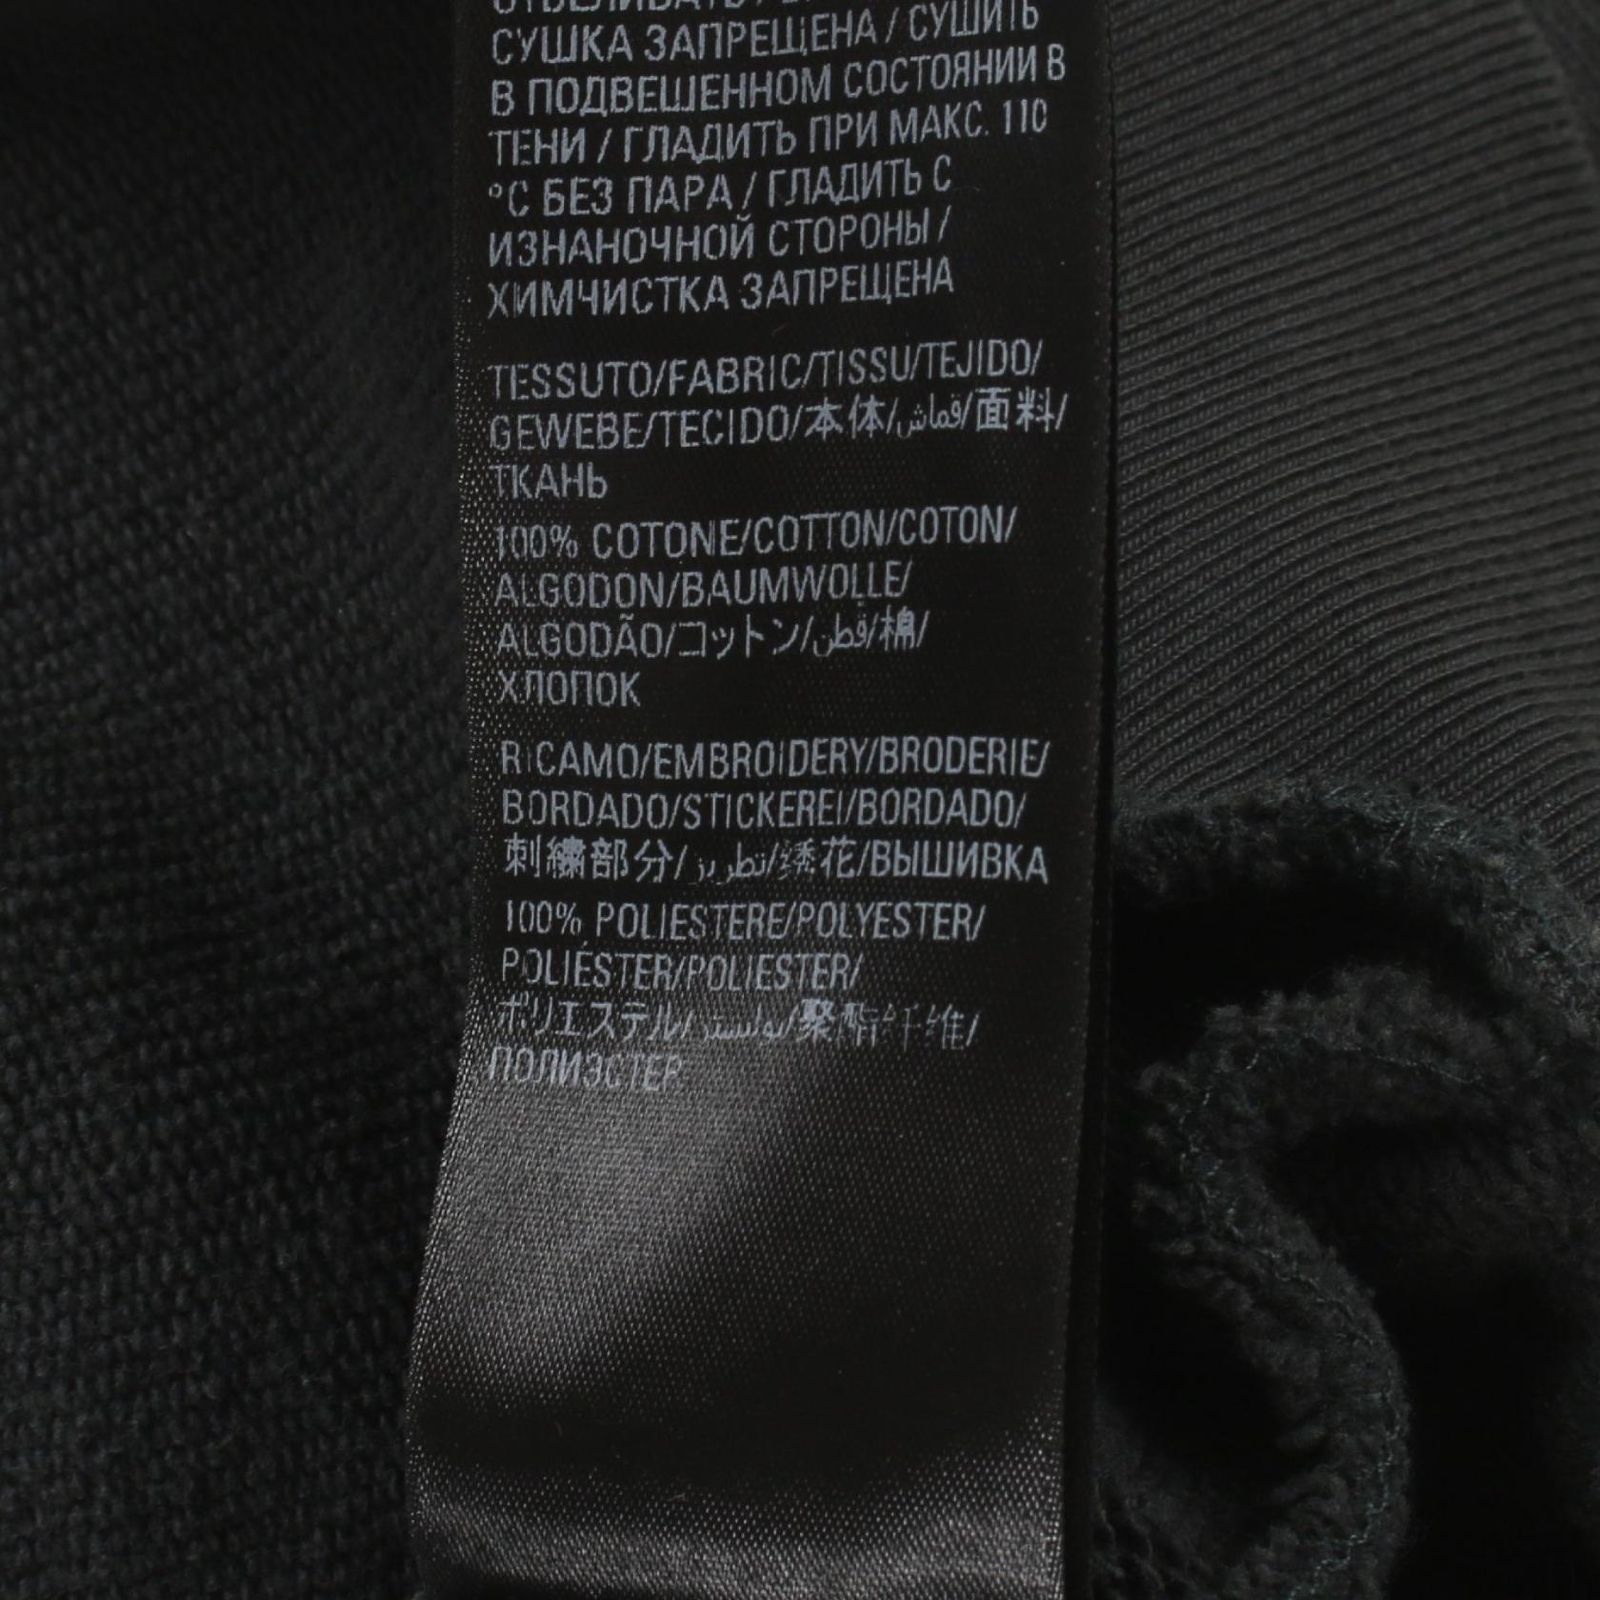 СУШКА ЗАПРЕЩЕНА / СУШИТЬ
В ПОДВЕШЕННОМ СОСТОЯНИИ В
ТЕНИ / ГЛАДИТЬ ПРИ МАКС. 110
°C БЕЗ ПАРА / ГЛАДИТЬ С
ИЗНАНОЧНОЙ СТОРОНЫ /
ХИМЧИСТКА ЗАПРЕЩЕНА
TESSUTO/FABRIC/TISSU/TEJIDO/
GEWEBE/TECIDO/本体/قماش/面料/
ТКАНЬ
100% COTONE/COTTON/COTON/
ALGODON/BAUMWOLLE/
ALGODÃO/コットン/قطن/棉/
ХЛОПОК
RICAMO/EMBROIDERY/BRODERIE/
BORDADO/STICKEREI/BORDADO/
刺繍部分/تطريز/绣花/ВЫШИВКА
100% POLIESTERE/POLYESTER/
POLIÉSTER/POLIESTER/
ポリエステル/بوليستر/聚酯纤维/
ПОЛИЭСТЕР